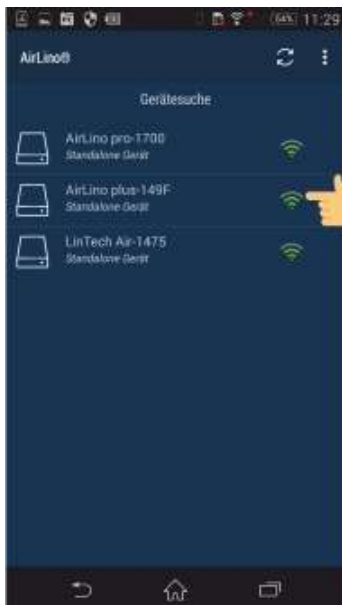 64% 11:29
AirLino®
Gerätesuche
AirLino pro-1700
Standalone Gerät
AirLino plus-149F
Standalone Gerät
LinTech Air-1475
Standalone Gerät